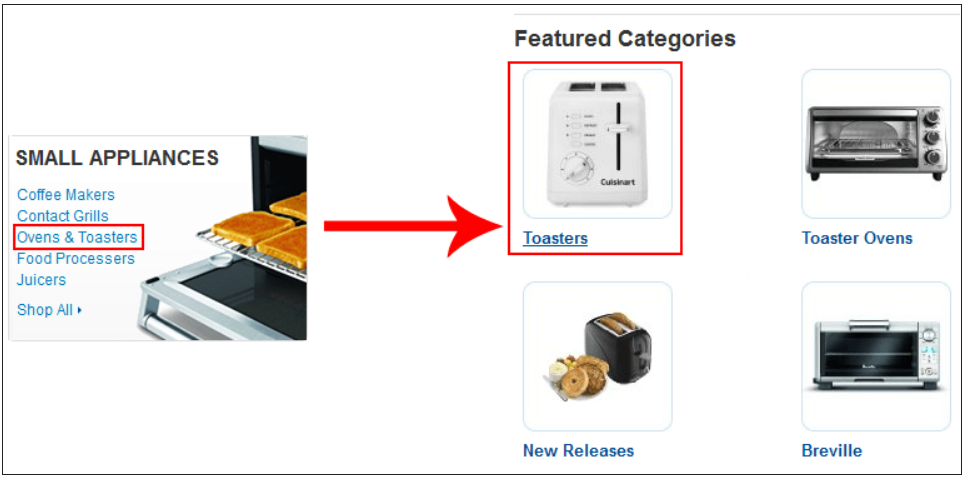 SMALL APPLIANCES
Coffee Makers
Contact Grills
Ovens & Toasters
Food Processers
Juicers
Shop All
Featured Categories
Cuisinart
Toasters
Toaster Ovens
New Releases
Breville